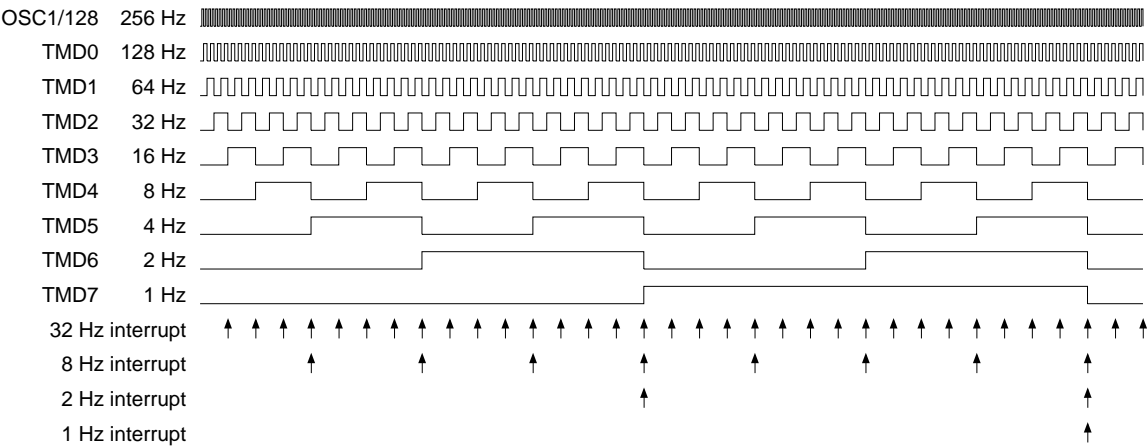 OSC1/128 256 Hz
TMD0 128 Hz
TMD1 64 Hz
TMD2 32 Hz
TMD3 16 Hz
TMD4 8 Hz
TMD5 4 Hz
TMD6 2 Hz
TMD7 1 Hz
32 Hz interrupt
8 Hz interrupt
2 Hz interrupt
1 Hz interrupt